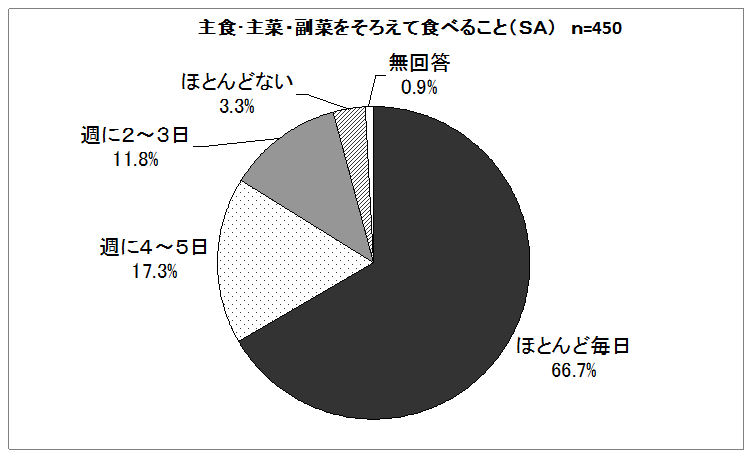 主食･主菜・副菜をそろえて食べること(SA)　n=450
無回答
0.9%
ほとんどない
3.3%
週に２～３日
11.8%
週に４～５日
17.3%
ほとんど毎日
66.7%